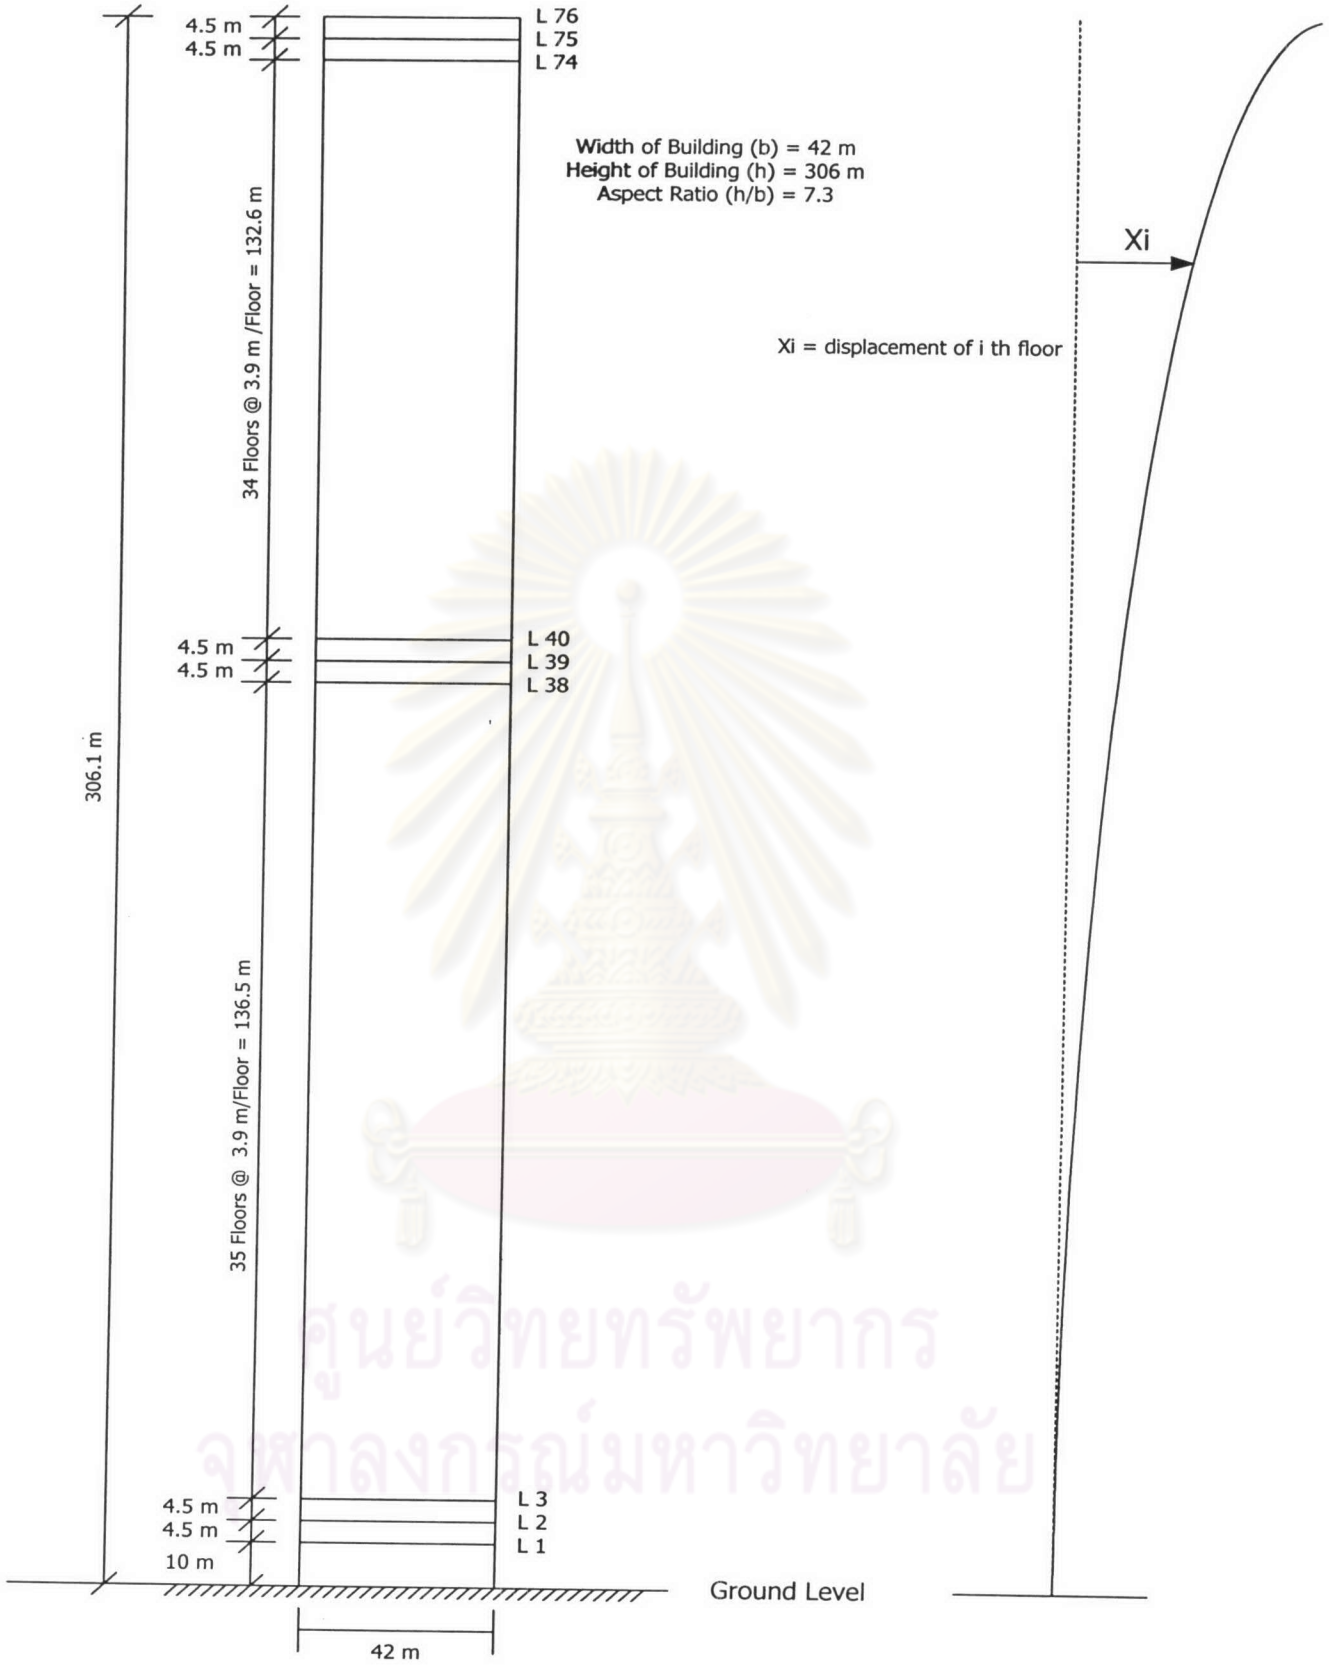 4.5 m
4.5 m
L 76
L 75
L 74
Width of Building (b) = 42 m
Height of Building (h) = 306 m
Aspect Ratio (h/b) = 7.3
34 Floors @ 3.9 m /Floor = 132.6 m
Xi
Xi = displacement of i th floor
4.5 m
4.5 m
L 40
L 39
L 38
306.1 m
35 Floors @ 3.9 m/Floor = 136.5 m
ศูนย์วิทยทรัพยากร
จุฬาลงกรณ์มหาวิทยาลัย
4.5 m
4.5 m
10 m
L 3
L 2
L 1
Ground Level
42 m